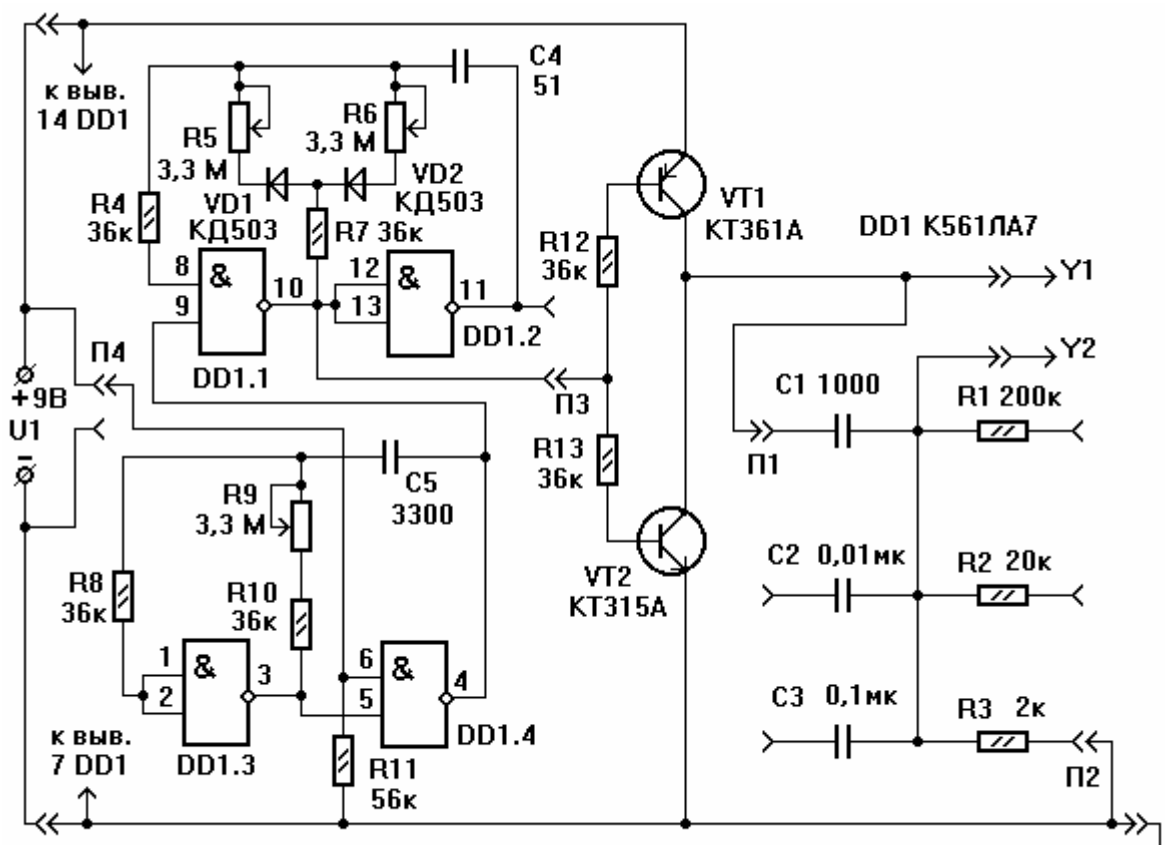 к выв.
14 DD1
C4
51
R5
3,3 М
R6
3,3 М
VD1
КД503
VD2
КД503
R4
36к
R7 36к
8
9
&
10
DD1.1
12
13
&
11
DD1.2
R12
36к
VT1
КТ361А
DD1 К561ЛА7
Y1
Y2
П4
+9В
U1
-
П3
C1 1000
R1 200к
П1
R13
36к
C5
3300
R9
3,3 М
R8
36к
R10
36к
VT2
КТ315А
C2 0,01мк
R2 20к
1
2
&
3
DD1.3
6
5
&
4
DD1.4
C3 0,1мк
R3 2к
П2
к выв.
7 DD1
R11
56к